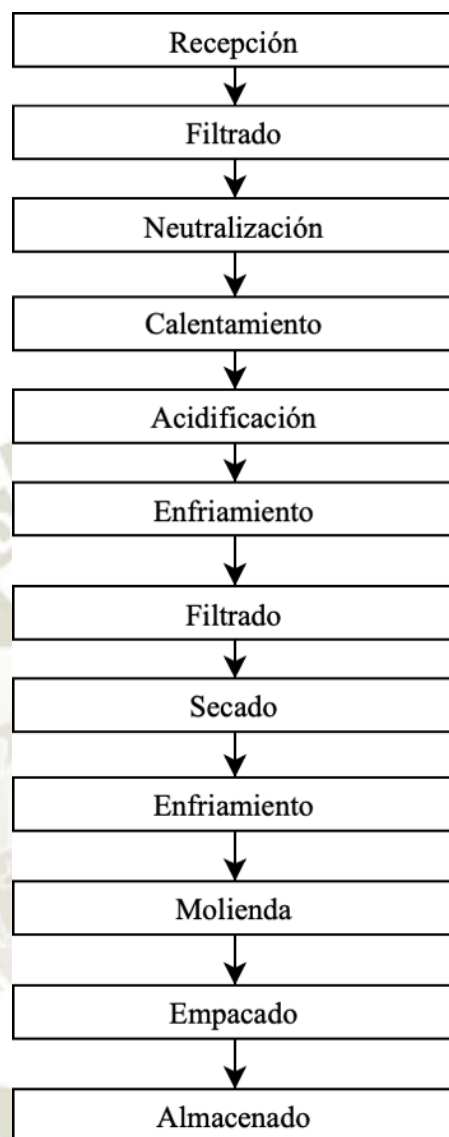 Recepción
Filtrado
Neutralización
Calentamiento
Acidificación
Enfriamiento
Filtrado
Secado
Enfriamiento
Molienda
Empacado
Almacenado